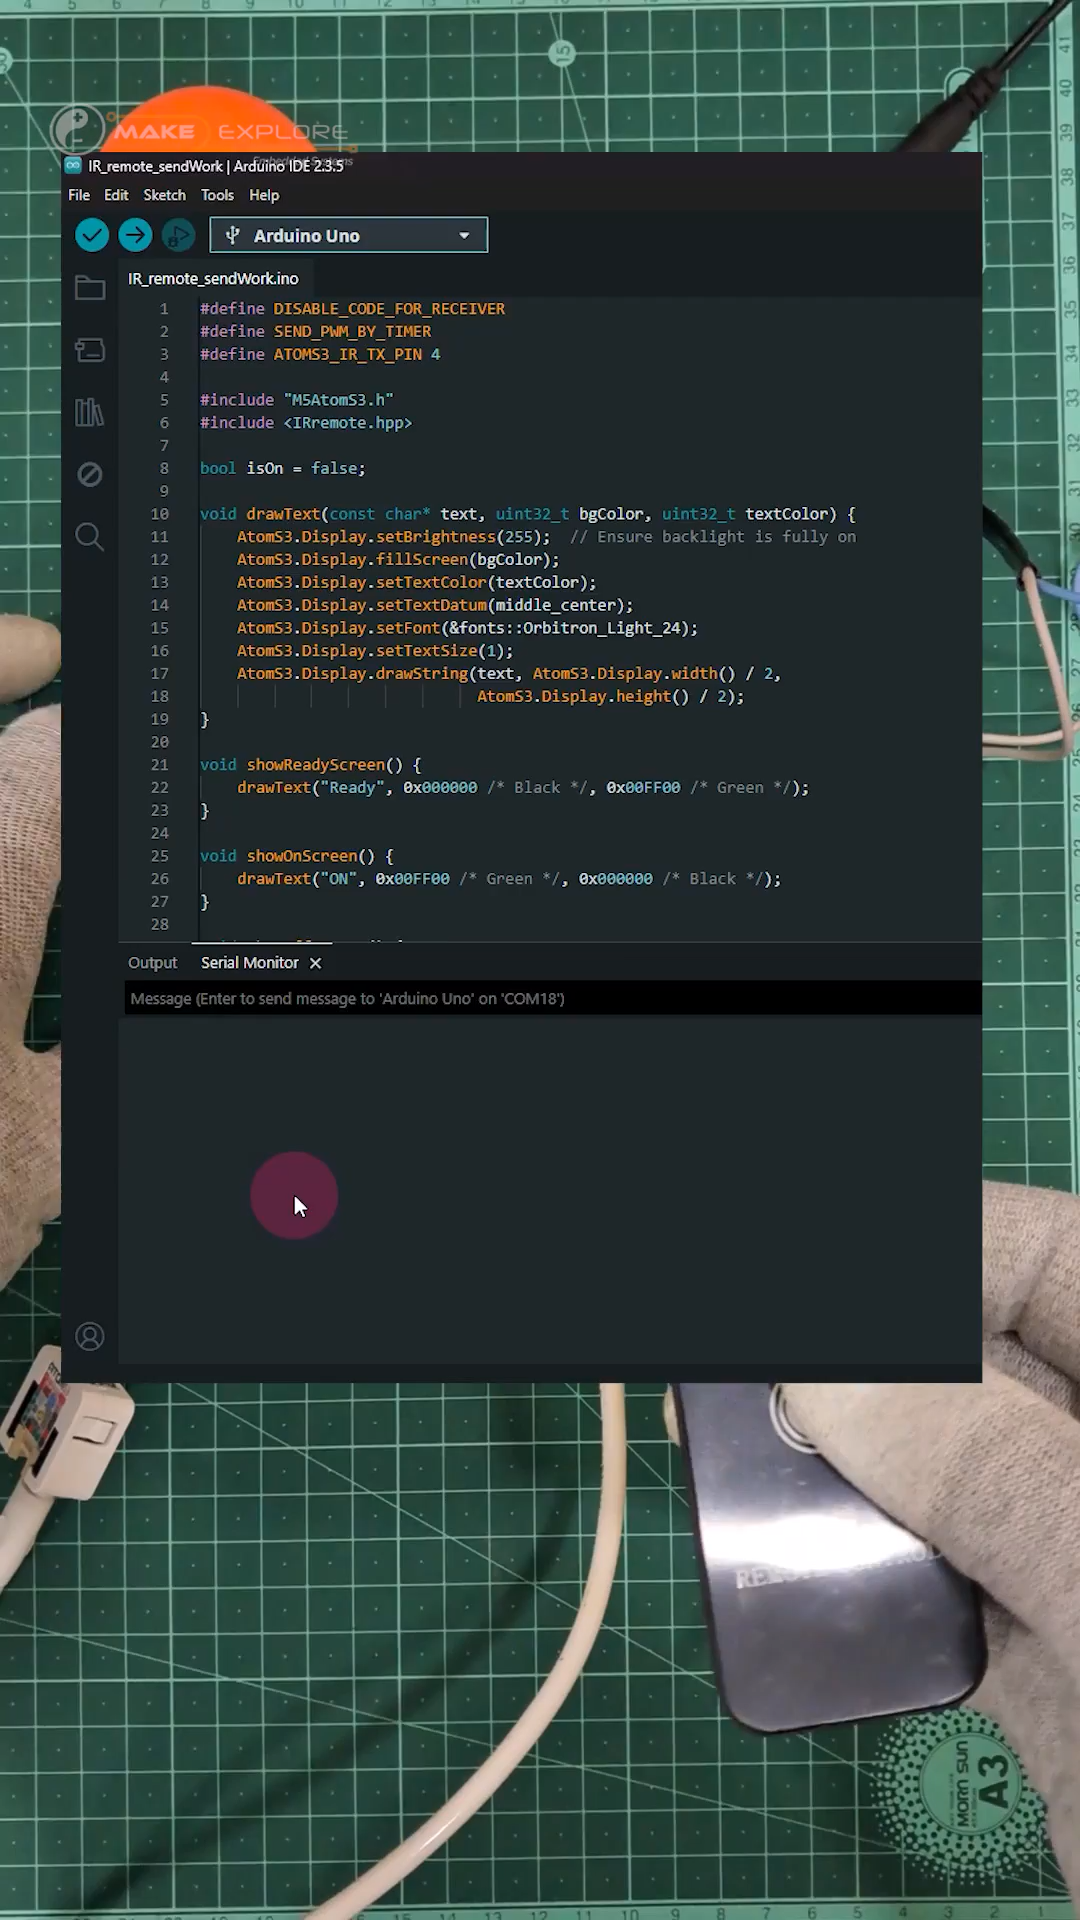 MAKE EXPLORE
Embedded Systems
IR_remote_sendWork | Arduino IDE 2.3.5
File Edit Sketch Tools Help
Arduino Uno
IR_remote_sendWork.ino
1 #define DISABLE_CODE_FOR_RECEIVER
2 #define SEND_PWM_BY_TIMER
3 #define ATOMS3_IR_TX_PIN 4
4
5 #include "M5AtomS3.h"
6 #include <IRremote.hpp>
7
8 bool isOn = false;
9
10 void drawText(const char* text, uint32_t bgColor, uint32_t textColor) {
11 AtomS3.Display.setBrightness(255); // Ensure backlight is fully on
12 AtomS3.Display.fillScreen(bgColor);
13 AtomS3.Display.setTextColor(textColor);
14 AtomS3.Display.setTextDatum(middle_center);
15 AtomS3.Display.setFont(&fonts::Orbitron_Light_24);
16 AtomS3.Display.setTextSize(1);
17 AtomS3.Display.drawString(text, AtomS3.Display.width() / 2,
18 AtomS3.Display.height() / 2);
19 }
20
21 void showReadyScreen() {
22 drawText("Ready", 0x000000 /* Black */, 0x00FF00 /* Green */);
23 }
24
25 void showOnScreen() {
26 drawText("ON", 0x00FF00 /* Green */, 0x000000 /* Black */);
27 }
28
Output Serial Monitor
Message (Enter to send message to 'Arduino Uno' on 'COM18')
MORN SUN
A3